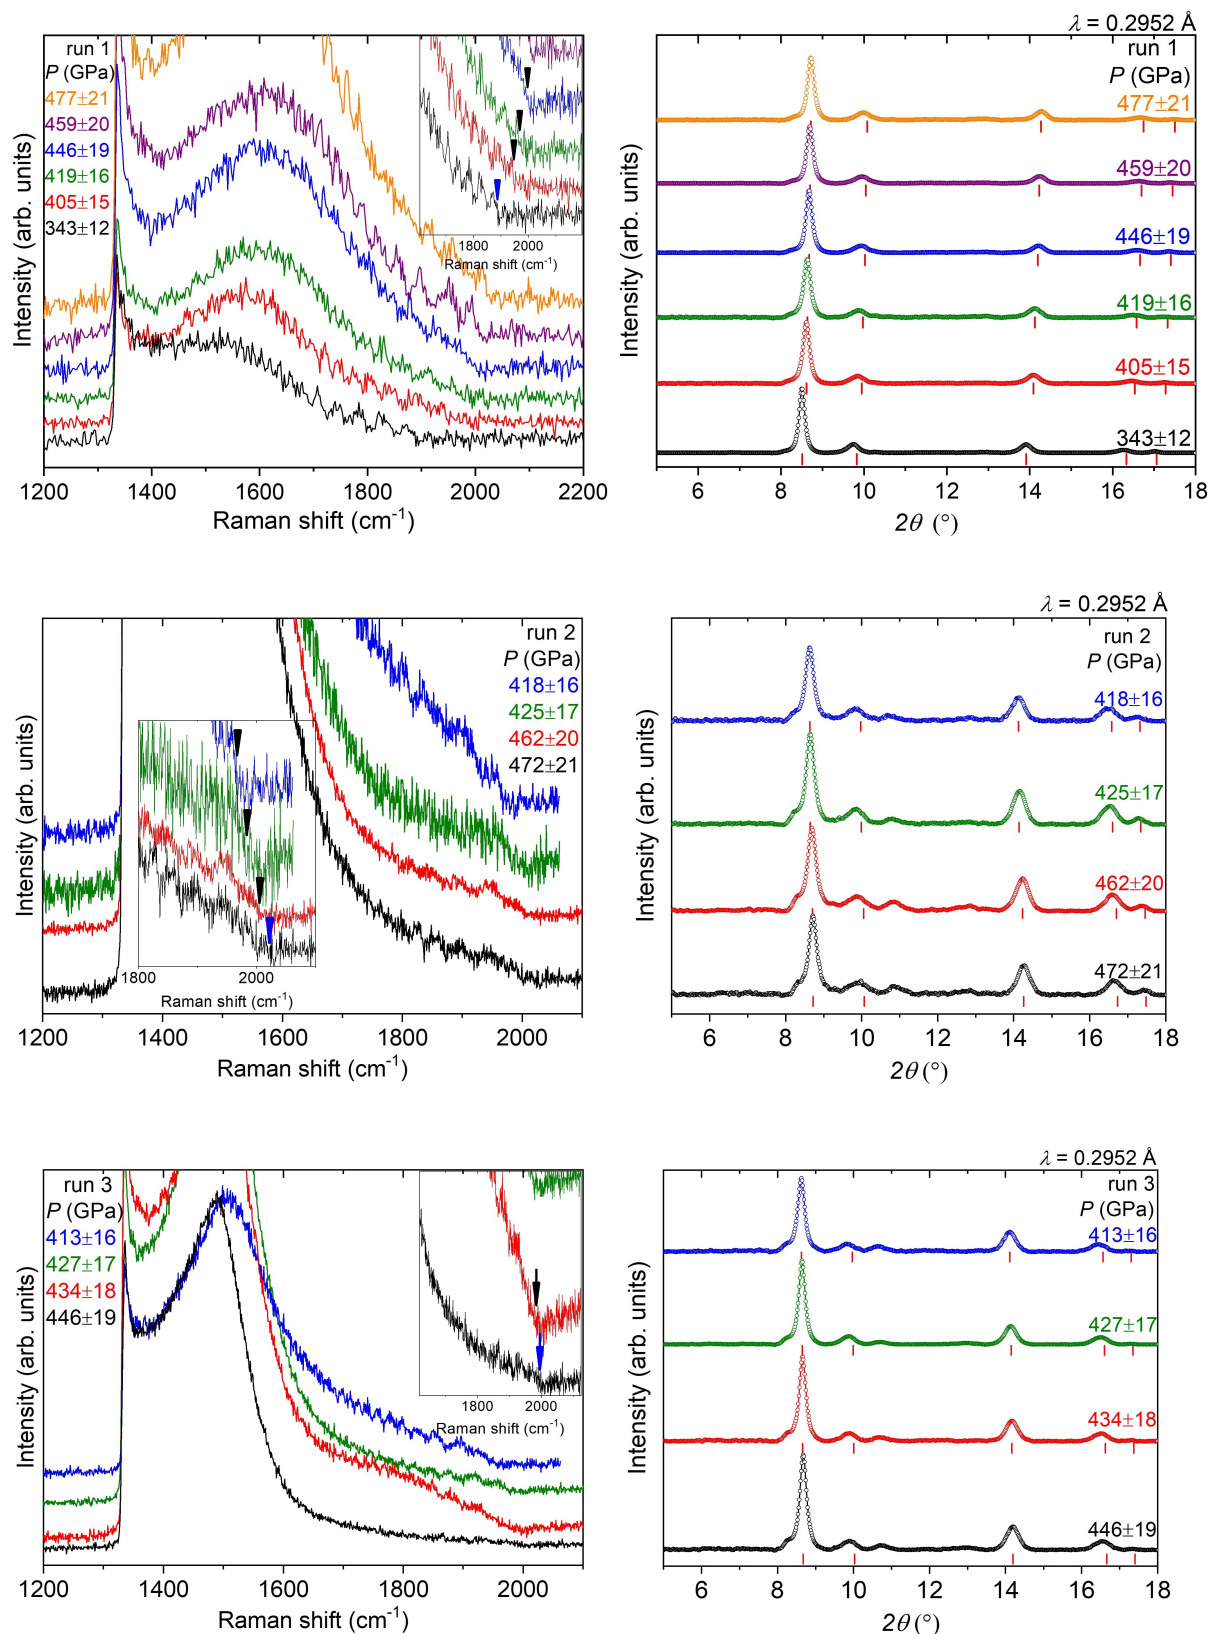 λ = 0.2952 Å
run 1
P (GPa)
477±21
459±20
446±19
419±16
405±15
343±12
Intensity (arb. units)
1800 2000
Raman shift (cm-1)
1200 1400 1600 1800 2000 2200
Raman shift (cm-1)
run 1
P (GPa)
477±21
459±20
446±19
419±16
405±15
343±12
Intensity (arb. units)
6 8 10 12 14 16 18
2θ (°)
λ = 0.2952 Å
run 2
P (GPa)
418±16
425±17
462±20
472±21
Intensity (arb. units)
1800 2000
Raman shift (cm-1)
1200 1400 1600 1800 2000
Raman shift (cm-1)
run 2
P (GPa)
418±16
425±17
462±20
472±21
Intensity (arb. units)
6 8 10 12 14 16 18
2θ (°)
λ = 0.2952 Å
run 3
P (GPa)
413±16
427±17
434±18
446±19
Intensity (arb. units)
1800 2000
Raman shift (cm-1)
1200 1400 1600 1800 2000
Raman shift (cm-1)
run 3
P (GPa)
413±16
427±17
434±18
446±19
Intensity (arb. units)
6 8 10 12 14 16 18
2θ (°)